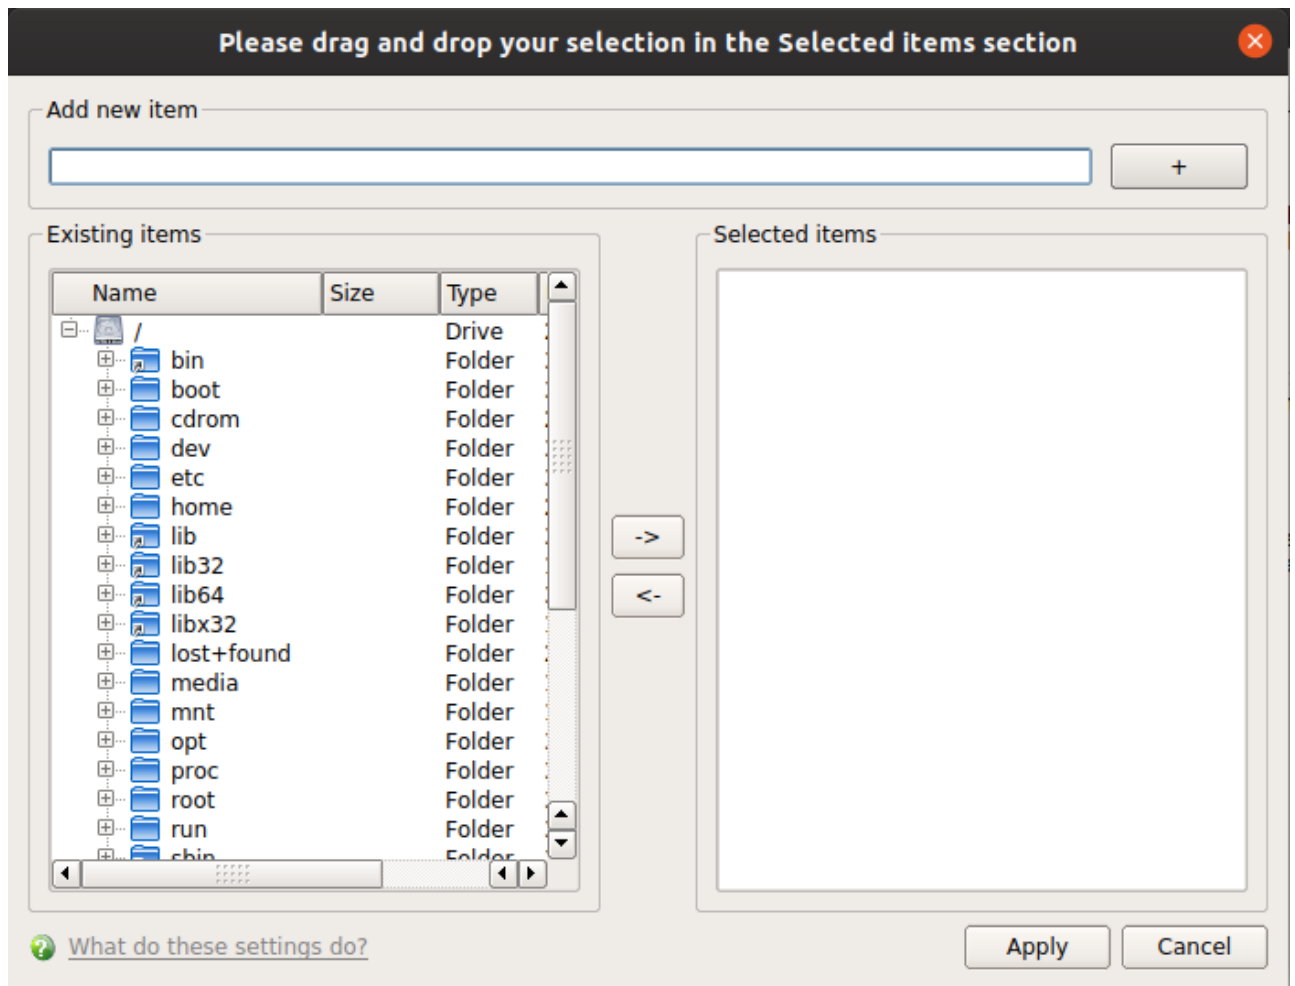 Please drag and drop your selection in the Selected items section
Add new item
+
Existing items
Name Size Type
/ Drive
bin Folder
boot Folder
cdrom Folder
dev Folder
etc Folder
home Folder
lib Folder
lib32 Folder
lib64 Folder
libx32 Folder
lost+found Folder
media Folder
mnt Folder
opt Folder
proc Folder
root Folder
run Folder
sbin Folder
->
<-
Selected items
What do these settings do?
Apply Cancel